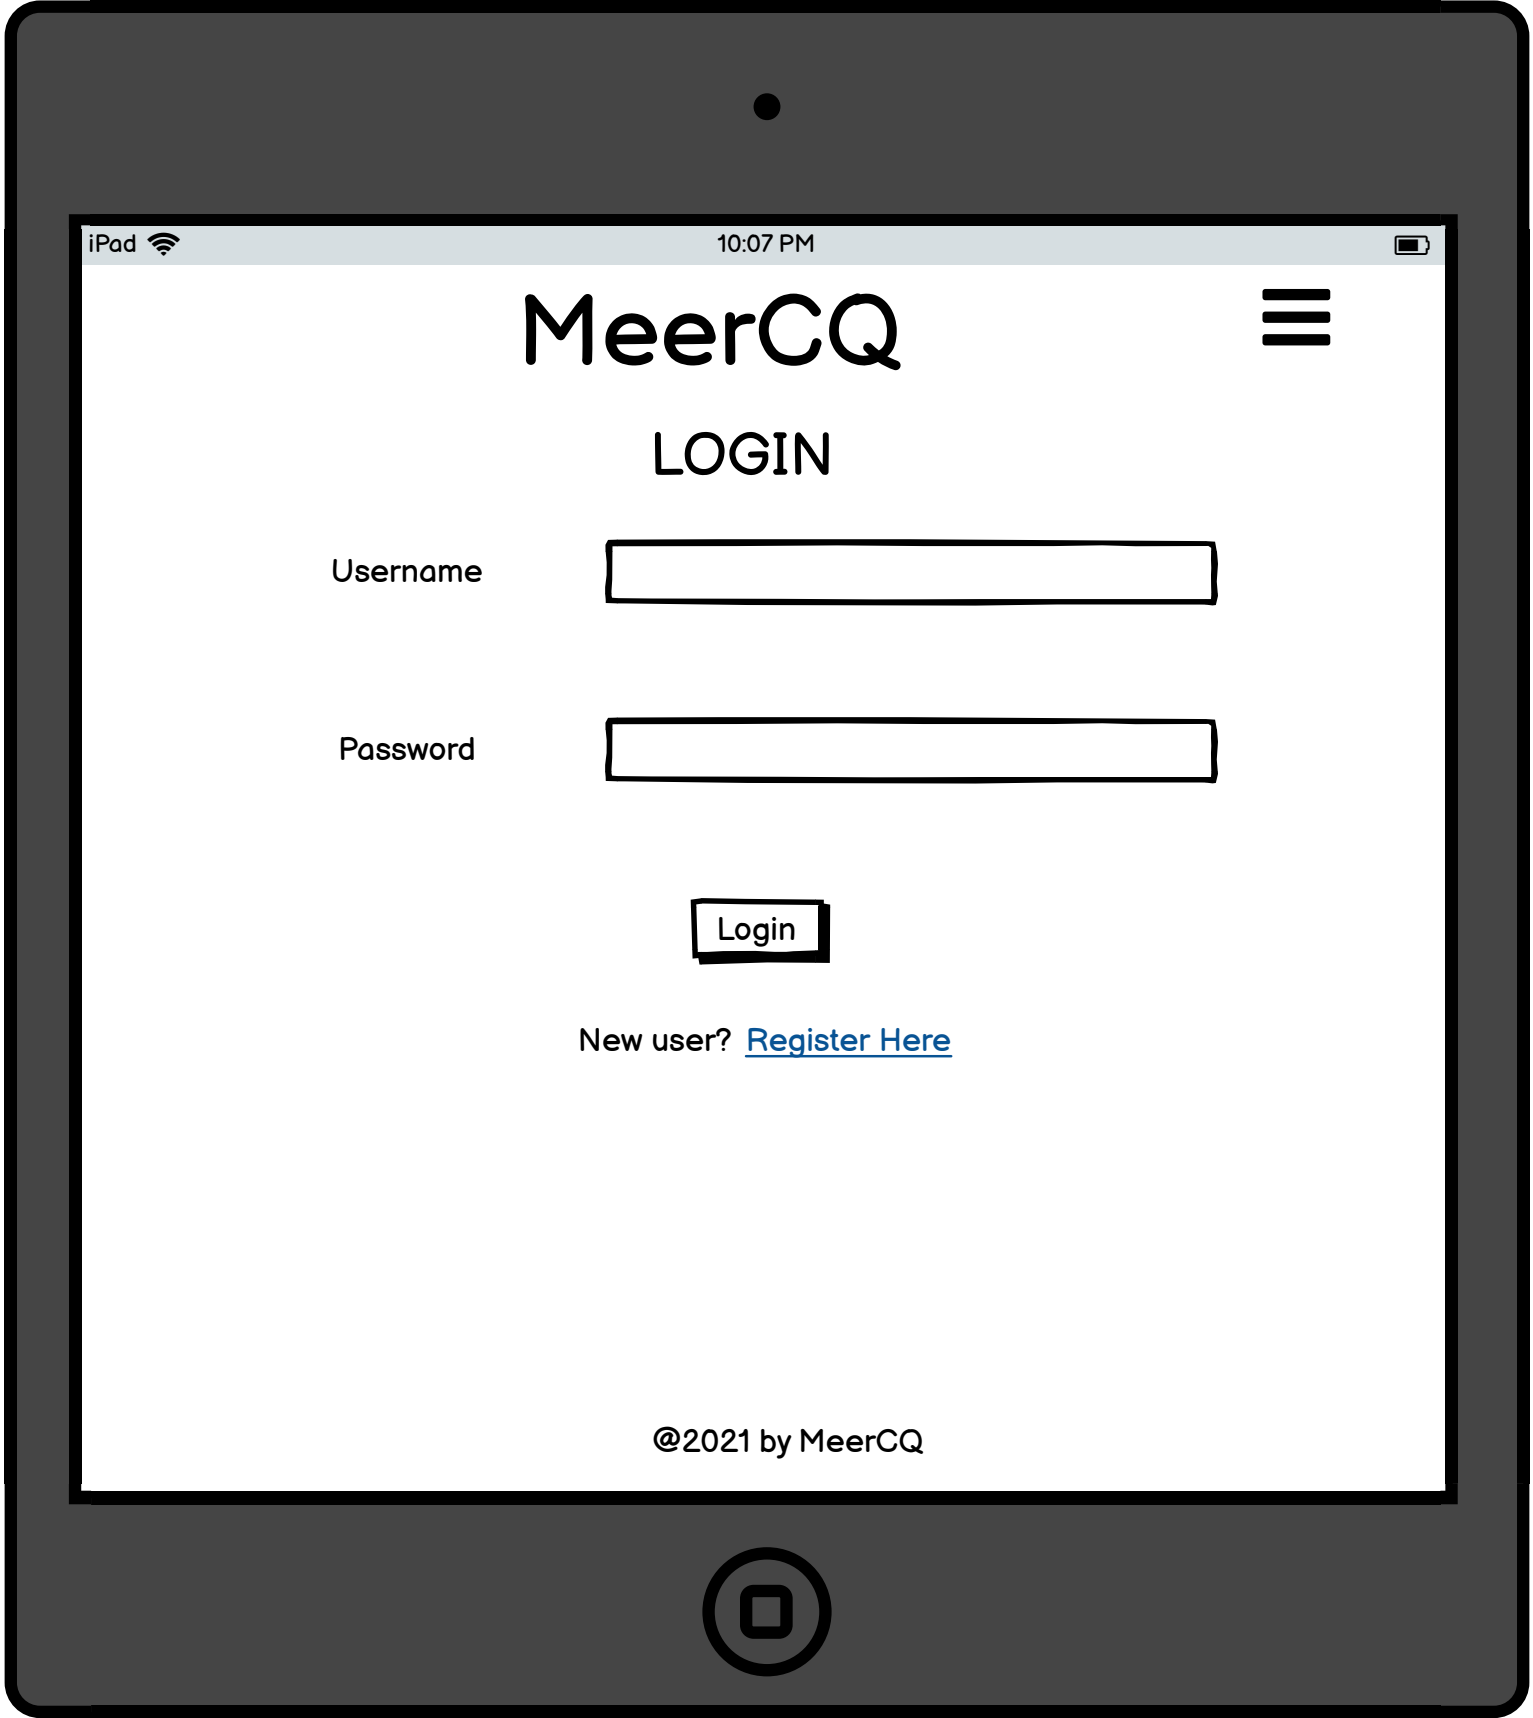 iPad 10:07 PM
MeerCQ
LOGIN
Username
Password
Login
New user? Register Here
@2021 by MeerCQ